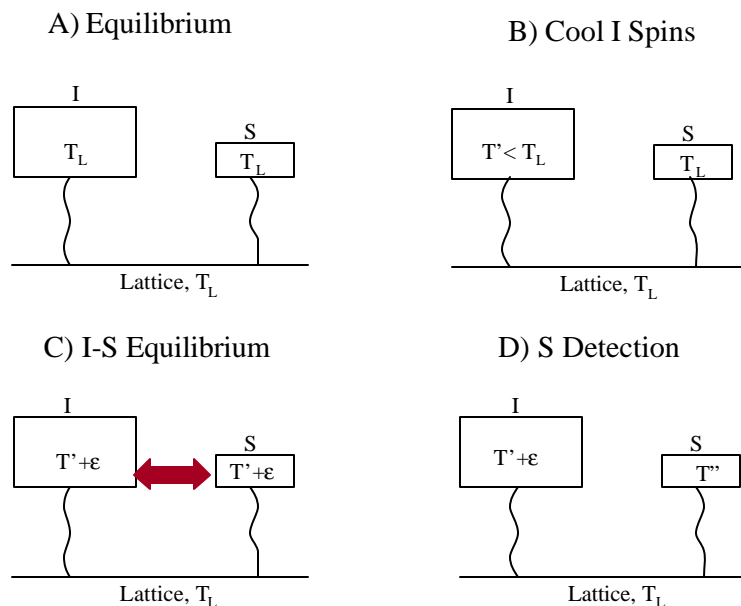 A) Equilibrium
I
T_L
S
T_L
Lattice, T_L
B) Cool I Spins
I
T'< T_L
S
T_L
Lattice, T_L
C) I-S Equilibrium
I
T'+ε
S
T'+ε
Lattice, T_L
D) S Detection
I
T'+ε
S
T''
Lattice, T_L